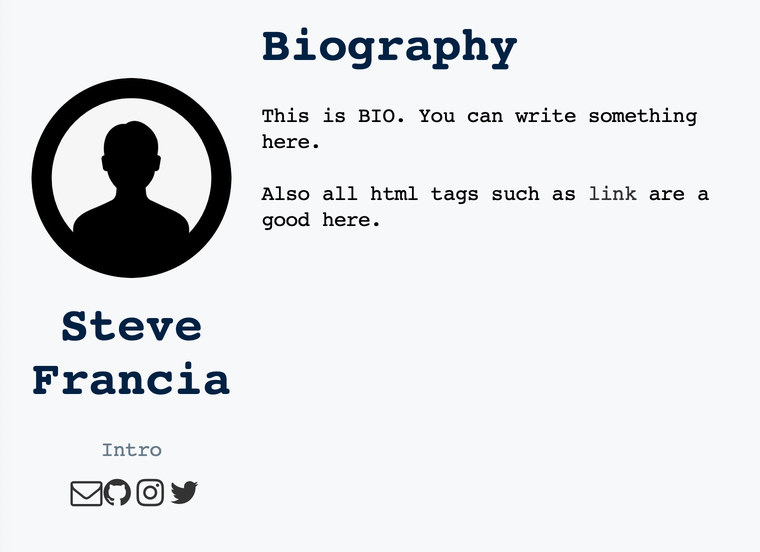 Biography
This is BIO. You can write something
here.
Also all html tags such as link are a
good here.
Steve
Francia
Intro